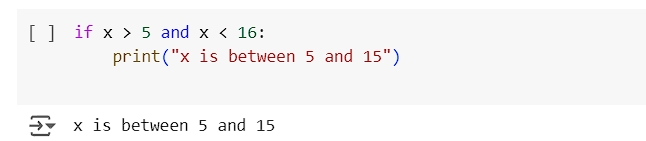 [ ] if x > 5 and x < 16:
print("x is between 5 and 15")
x is between 5 and 15